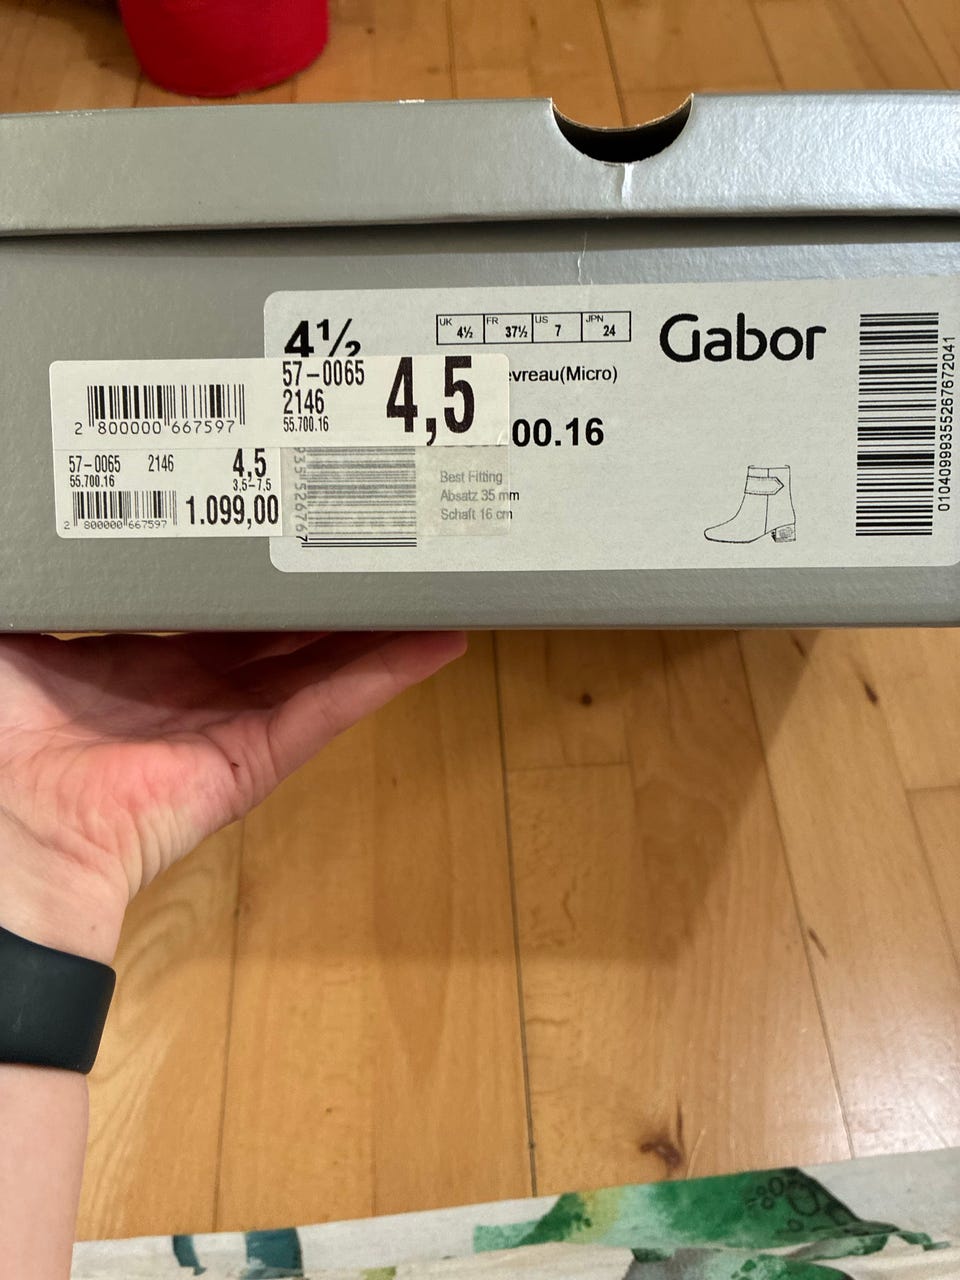 4½
UK 4½ FR 37½ US 7 JPN 24
Gabor
57-0065
2146
55.700.16
4,5
evreau(Micro)
00.16
2 800000 667597
57-0065 2146 4,5
55.700.16 3,5-7,5
2 800000 667597
1.099,00
Best Fitting
Absatz 35 mm
Schaft 16 cm
01040999355267672041